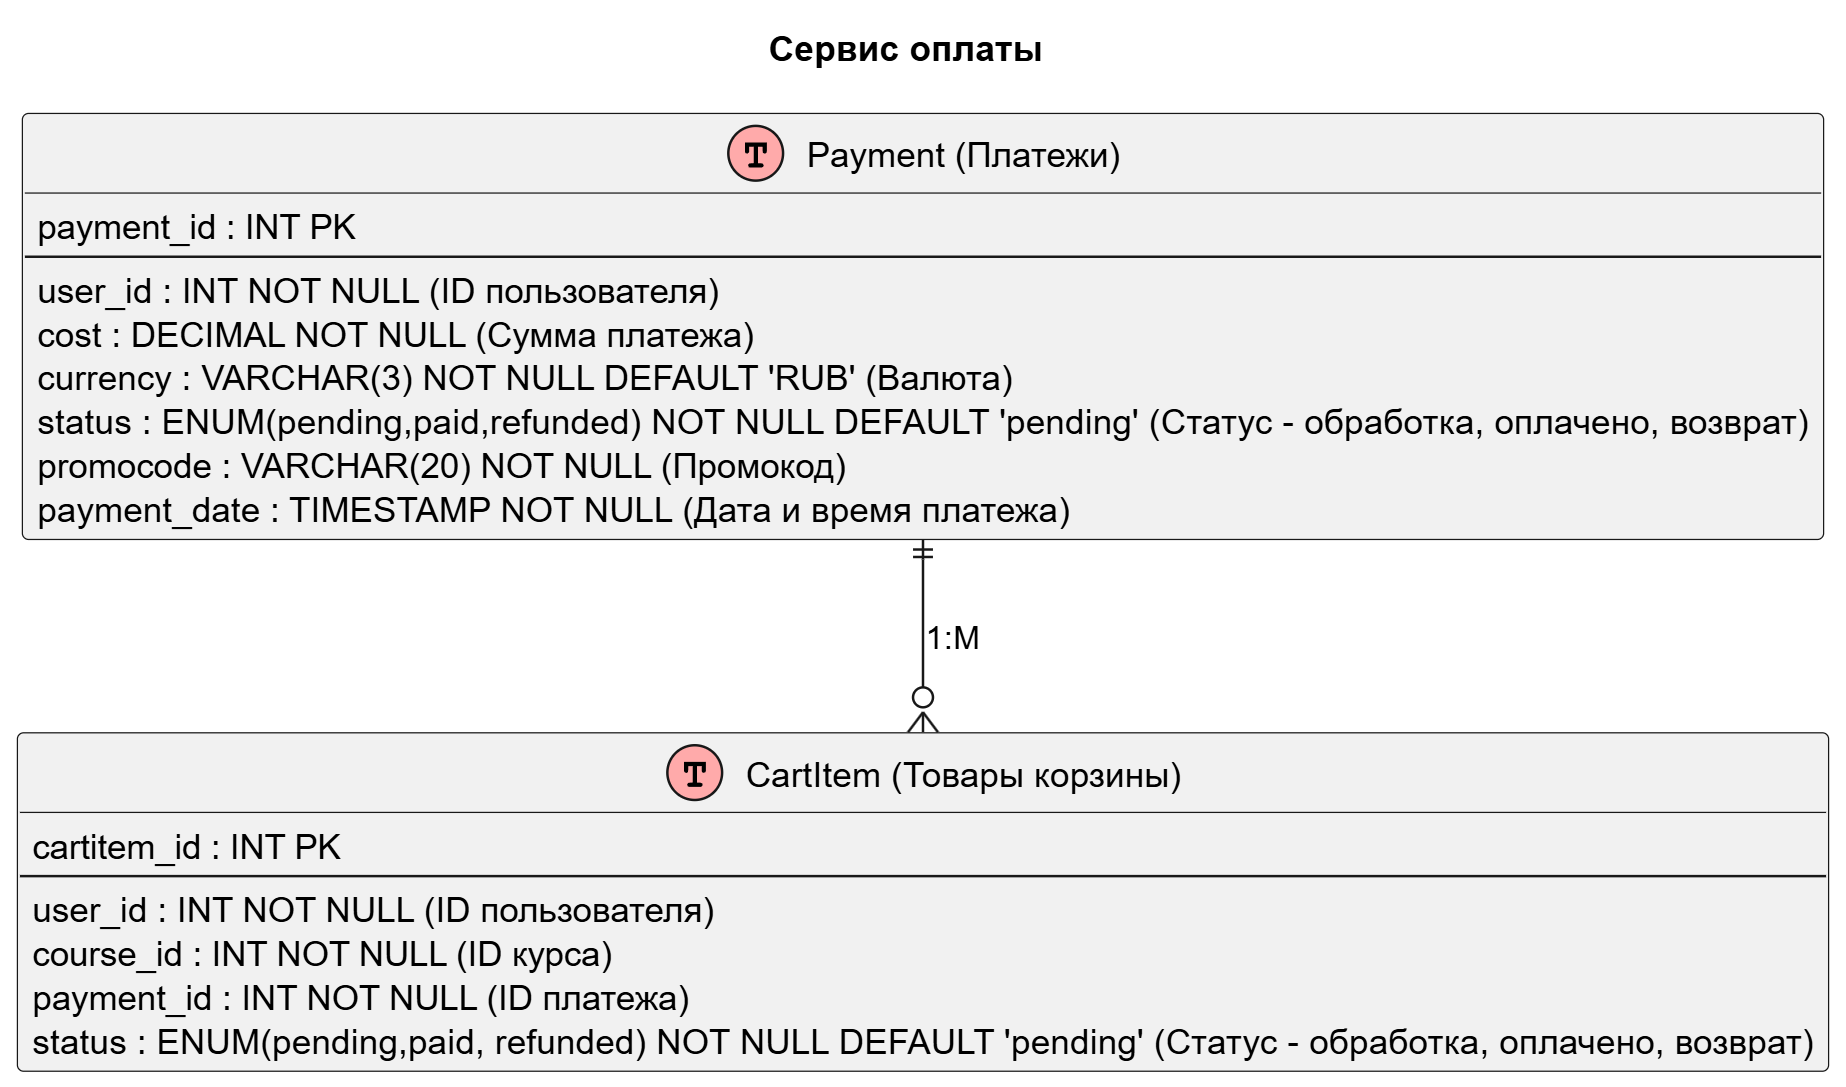 Сервис оплаты
T Payment (Платежи)
payment_id : INT PK
user_id : INT NOT NULL (ID пользователя)
cost : DECIMAL NOT NULL (Сумма платежа)
currency : VARCHAR(3) NOT NULL DEFAULT 'RUB' (Валюта)
status : ENUM(pending,paid,refunded) NOT NULL DEFAULT 'pending' (Статус - обработка, оплачено, возврат)
promocode : VARCHAR(20) NOT NULL (Промокод)
payment_date : TIMESTAMP NOT NULL (Дата и время платежа)
1:M
T CartItem (Товары корзины)
cartitem_id : INT PK
user_id : INT NOT NULL (ID пользователя)
course_id : INT NOT NULL (ID курса)
payment_id : INT NOT NULL (ID платежа)
status : ENUM(pending,paid, refunded) NOT NULL DEFAULT 'pending' (Статус - обработка, оплачено, возврат)